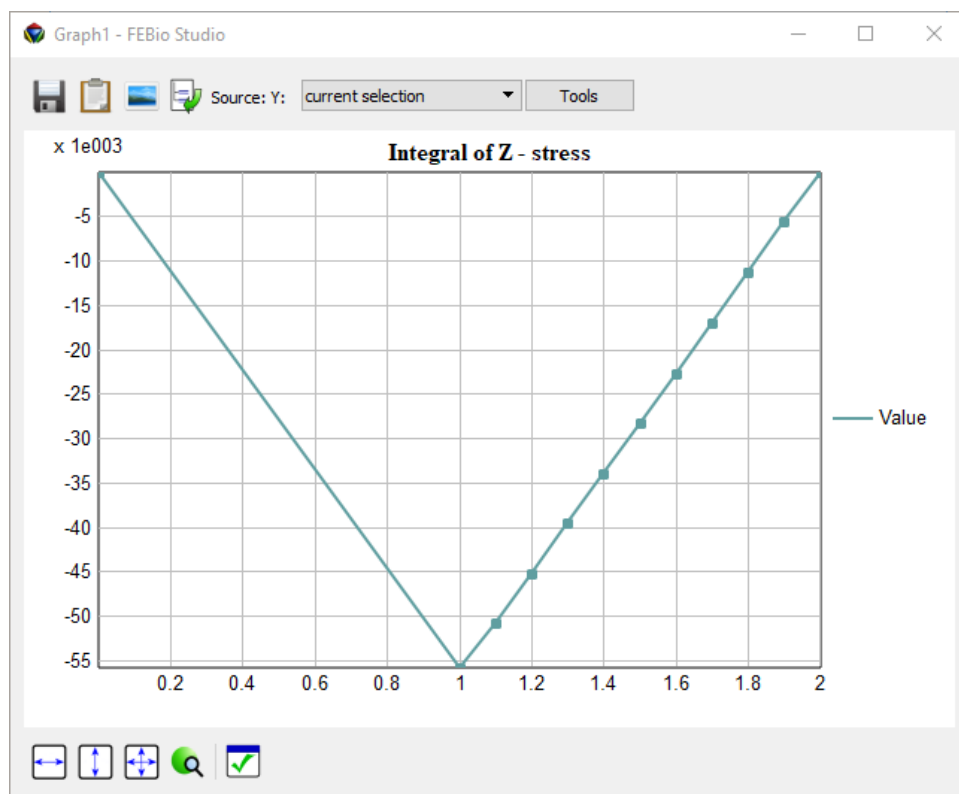 Graph1 - FEBio Studio
Source: Y: current selection Tools
x 1e003
Integral of Z - stress
-5
-10
-15
-20
-25
-30
-35
-40
-45
-50
-55
Value
0.2 0.4 0.6 0.8 1 1.2 1.4 1.6 1.8 2